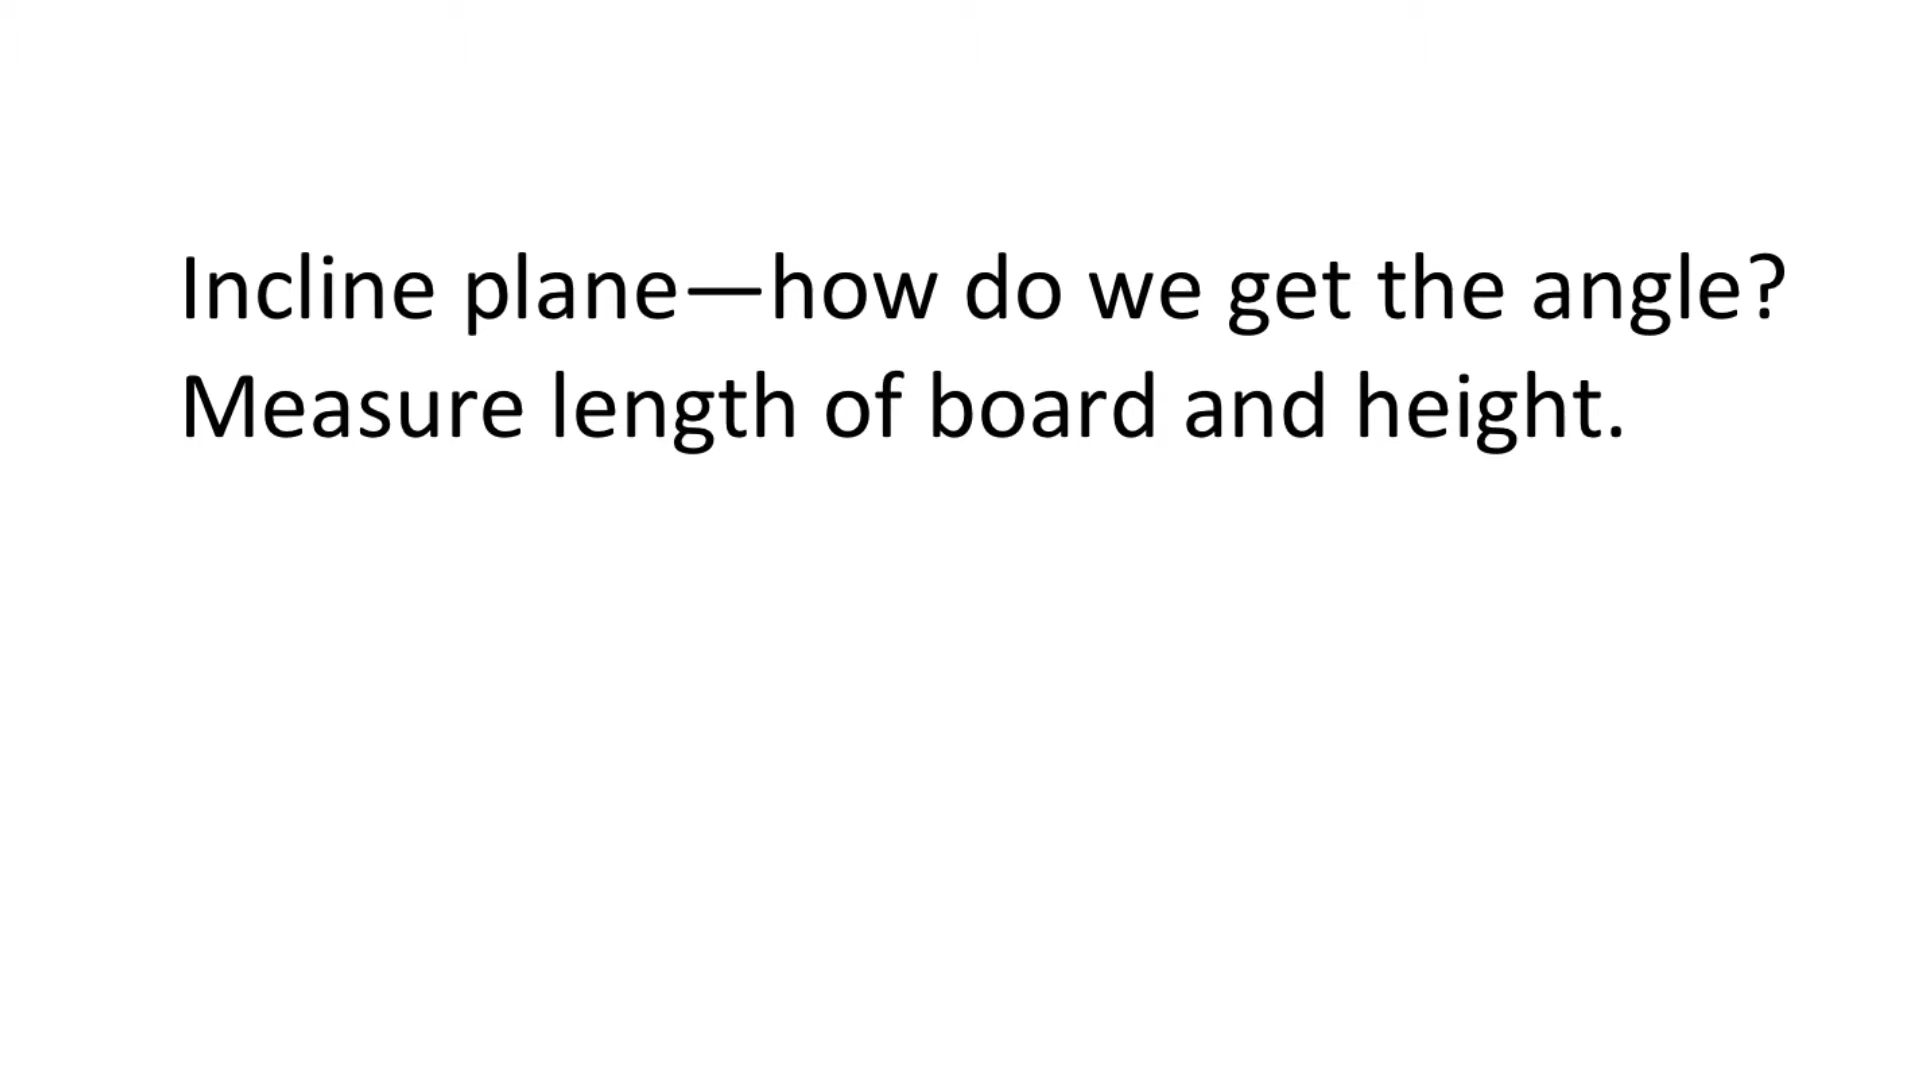 Incline plane—how do we get the angle?
Measure length of board and height.